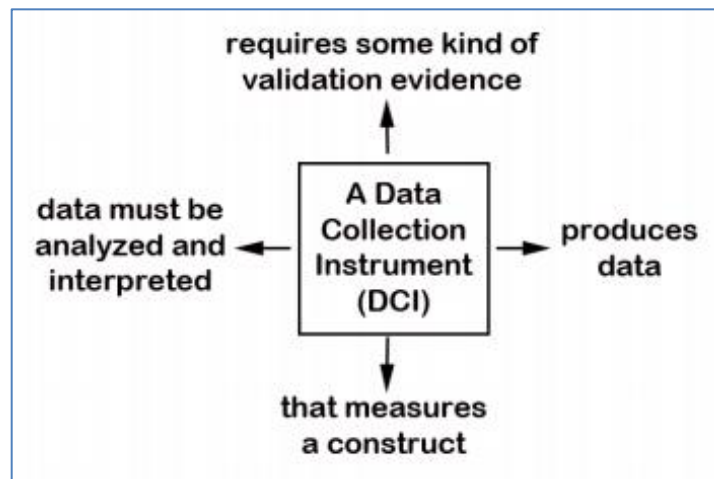 requires some kind of
validation evidence
A Data
Collection
Instrument
(DCI)
data must be
analyzed and
interpreted
produces
data
that measures
a construct